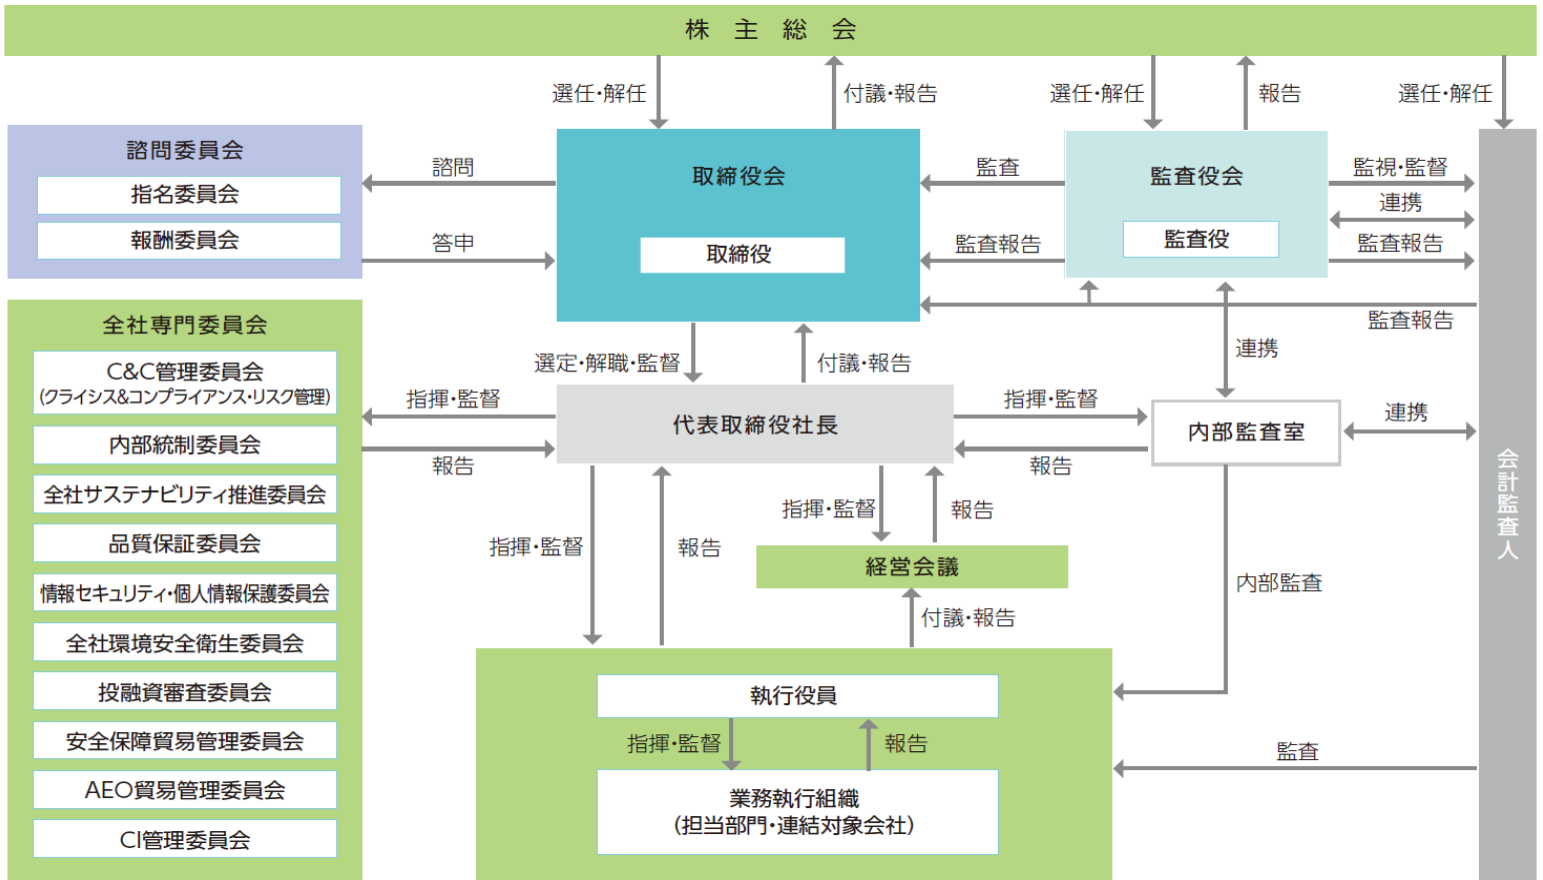 株主総会
選任・解任
付議・報告
選任・解任
報告
選任・解任
諮問委員会
指名委員会
報酬委員会
諮問
答申
取締役会
取締役
監査
監査報告
監査役会
監査役
監視・監督
連携
監査報告
監査報告
全社専門委員会
C&C管理委員会
(クライシス&コンプライアンス・リスク管理)
内部統制委員会
全社サステナビリティ推進委員会
品質保証委員会
情報セキュリティ・個人情報保護委員会
全社環境安全衛生委員会
投融資審査委員会
安全保障貿易管理委員会
AEO貿易管理委員会
CI管理委員会
選定・解職・監督
付議・報告
連携
指揮・監督
報告
代表取締役社長
指揮・監督
報告
内部監査室
連携
会計監査人
指揮・監督
報告
指揮・監督
報告
経営会議
付議・報告
内部監査
執行役員
指揮・監督
報告
業務執行組織
(担当部門・連結対象会社)
監査